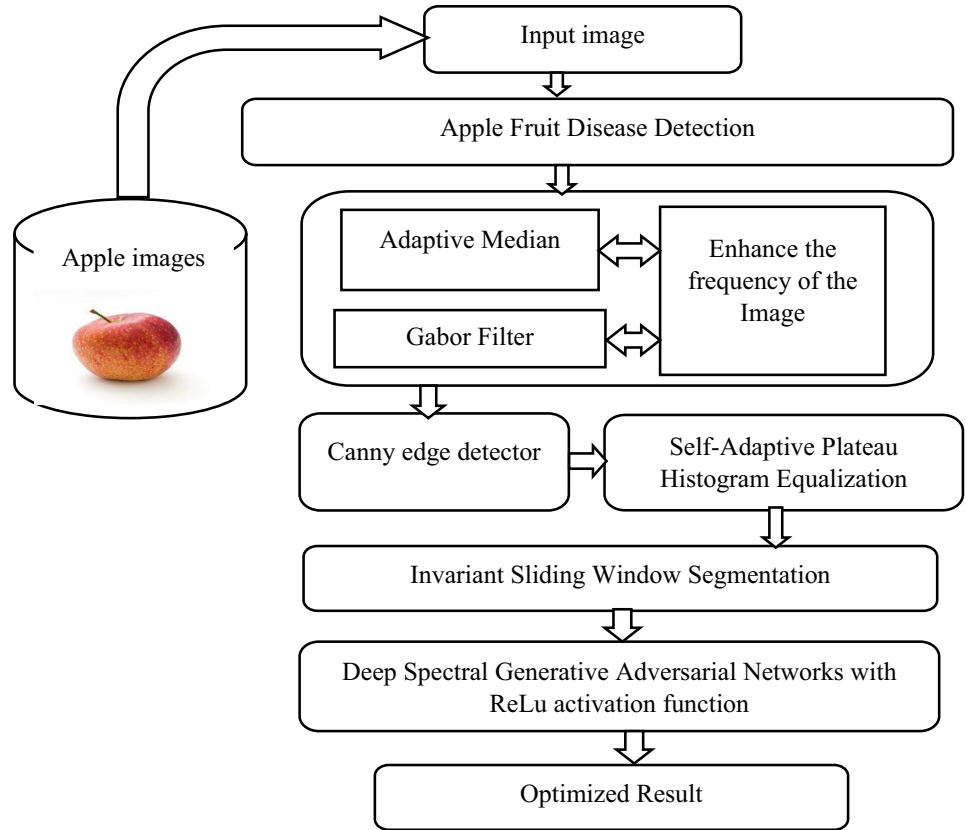 Input image
Apple Fruit Disease Detection
Apple images
Adaptive Median
Enhance the
frequency of the
Image
Gabor Filter
Canny edge detector
Self-Adaptive Plateau
Histogram Equalization
Invariant Sliding Window Segmentation
Deep Spectral Generative Adversarial Networks with
ReLu activation function
Optimized Result